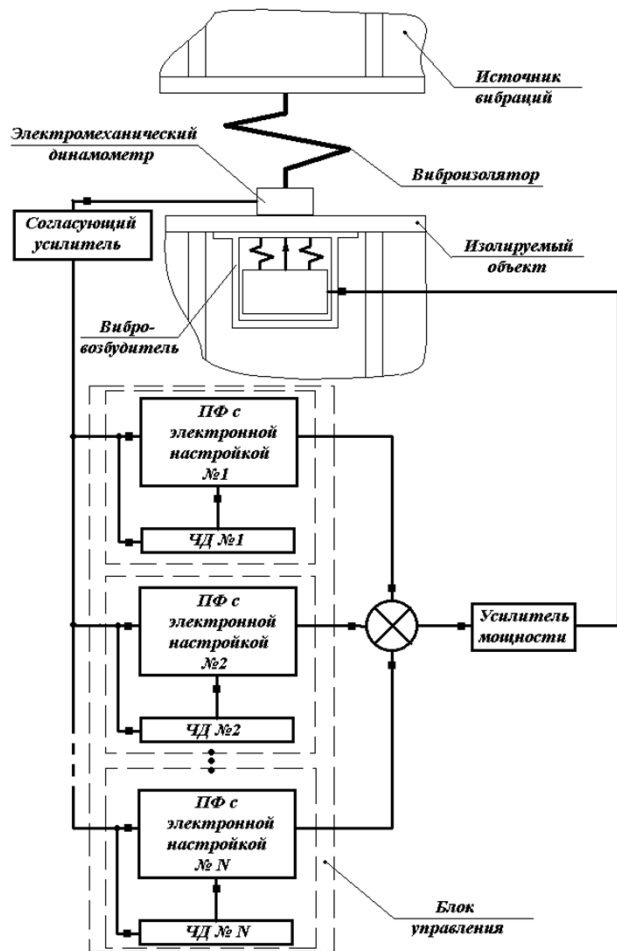 Источник
вибраций
Электромеханический
динамометр
Виброизолятор
Согласующий
усилитель
Изолируемый
объект
Вибро-
возбудитель
ПФ с
электронной
настройкой
№1
ЧД №1
ПФ с
электронной
настройкой
№2
Усилитель
мощности
ЧД №2
ПФ с
электронной
настройкой
№ N
ЧД № N
Блок
управления